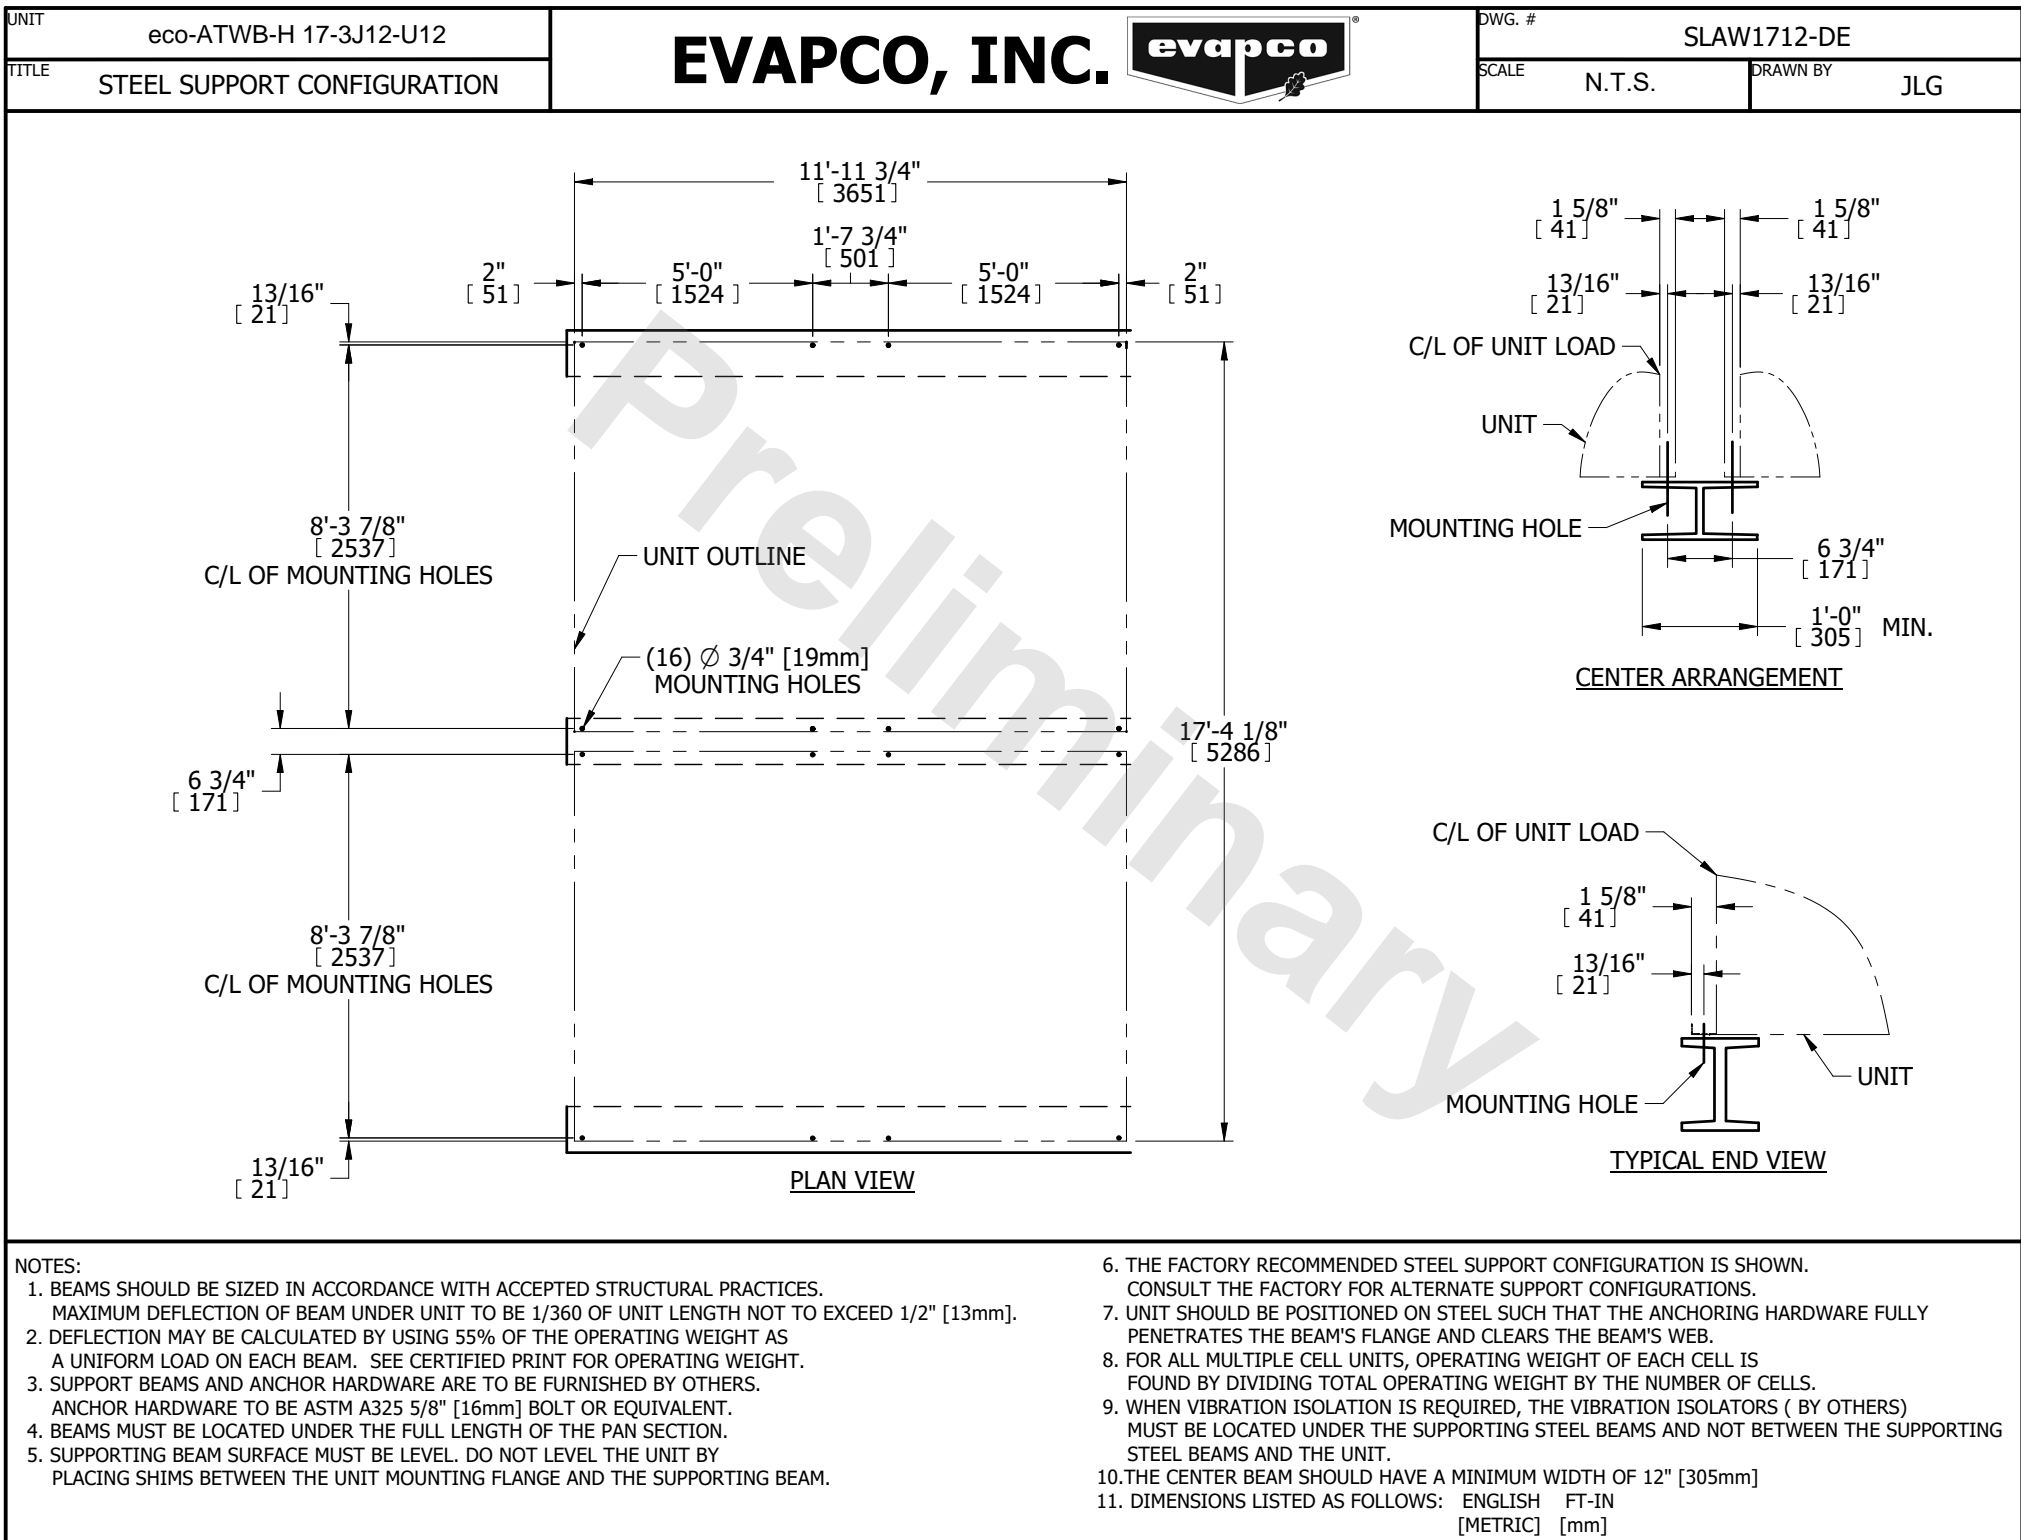 UNIT
eco-ATWB-H 17-3J12-U12
TITLE
STEEL SUPPORT CONFIGURATION
EVAPCO, INC.
evapco
®
DWG. #
SLAW1712-DE
SCALE
N.T.S.
DRAWN BY
JLG
11'-11 3/4"
[ 3651]
1'-7 3/4"
[ 501 ]
2"
[ 51]
5'-0"
[ 1524 ]
5'-0"
[ 1524]
2"
[ 51]
13/16"
[ 21]
8'-3 7/8"
[ 2537]
C/L OF MOUNTING HOLES
UNIT OUTLINE
(16) Ø 3/4" [19mm]
MOUNTING HOLES
6 3/4"
[ 171]
17'-4 1/8"
[ 5286]
8'-3 7/8"
[ 2537]
C/L OF MOUNTING HOLES
13/16"
[ 21]
PLAN VIEW
Preliminary
1 5/8"
[ 41]
1 5/8"
[ 41]
13/16"
[ 21]
13/16"
[ 21]
C/L OF UNIT LOAD
UNIT
MOUNTING HOLE
6 3/4"
[ 171]
1'-0"
[ 305] MIN.
CENTER ARRANGEMENT
C/L OF UNIT LOAD
1 5/8"
[ 41]
13/16"
[ 21]
UNIT
MOUNTING HOLE
TYPICAL END VIEW
NOTES:
1. BEAMS SHOULD BE SIZED IN ACCORDANCE WITH ACCEPTED STRUCTURAL PRACTICES.
MAXIMUM DEFLECTION OF BEAM UNDER UNIT TO BE 1/360 OF UNIT LENGTH NOT TO EXCEED 1/2" [13mm].
2. DEFLECTION MAY BE CALCULATED BY USING 55% OF THE OPERATING WEIGHT AS
A UNIFORM LOAD ON EACH BEAM. SEE CERTIFIED PRINT FOR OPERATING WEIGHT.
3. SUPPORT BEAMS AND ANCHOR HARDWARE ARE TO BE FURNISHED BY OTHERS.
ANCHOR HARDWARE TO BE ASTM A325 5/8" [16mm] BOLT OR EQUIVALENT.
4. BEAMS MUST BE LOCATED UNDER THE FULL LENGTH OF THE PAN SECTION.
5. SUPPORTING BEAM SURFACE MUST BE LEVEL. DO NOT LEVEL THE UNIT BY
PLACING SHIMS BETWEEN THE UNIT MOUNTING FLANGE AND THE SUPPORTING BEAM.
6. THE FACTORY RECOMMENDED STEEL SUPPORT CONFIGURATION IS SHOWN.
CONSULT THE FACTORY FOR ALTERNATE SUPPORT CONFIGURATIONS.
7. UNIT SHOULD BE POSITIONED ON STEEL SUCH THAT THE ANCHORING HARDWARE FULLY
PENETRATES THE BEAM'S FLANGE AND CLEARS THE BEAM'S WEB.
8. FOR ALL MULTIPLE CELL UNITS, OPERATING WEIGHT OF EACH CELL IS
FOUND BY DIVIDING TOTAL OPERATING WEIGHT BY THE NUMBER OF CELLS.
9. WHEN VIBRATION ISOLATION IS REQUIRED, THE VIBRATION ISOLATORS ( BY OTHERS)
MUST BE LOCATED UNDER THE SUPPORTING STEEL BEAMS AND NOT BETWEEN THE SUPPORTING
STEEL BEAMS AND THE UNIT.
10.THE CENTER BEAM SHOULD HAVE A MINIMUM WIDTH OF 12" [305mm]
11. DIMENSIONS LISTED AS FOLLOWS: ENGLISH FT-IN
[METRIC] [mm]